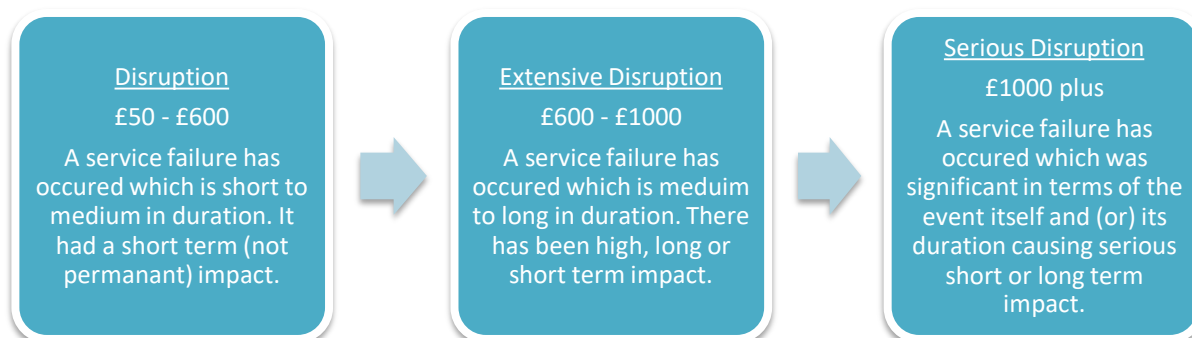 Disruption
£50 - £600
A service failure has
occured which is short to
medium in duration. It
had a short term (not
permanant) impact.
Extensive Disruption
£600 - £1000
A service failure has
occured which is meduim
to long in duration. There
has been high, long or
short term impact.
Serious Disruption
£1000 plus
A service failure has
occured which was
significant in terms of the
event itself and (or) its
duration causing serious
short or long term
impact.